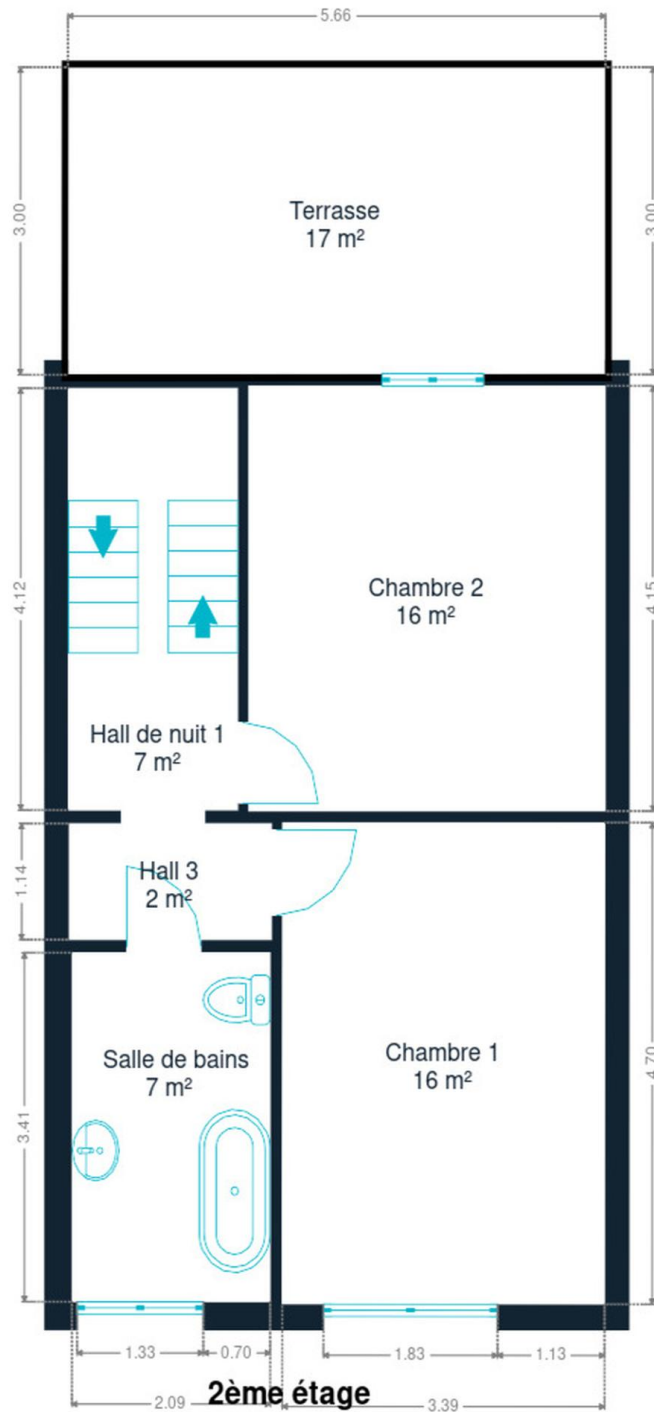 5.66
3.00
3.00
Terrasse
17 m²
4.12
4.15
Chambre 2
16 m²
Hall de nuit 1
7 m²
1.14
Hall 3
2 m²
Salle de bains
7 m²
Chambre 1
16 m²
3.41
4.70
1.33
0.70
1.83
1.13
2.09
2ème étage
3.39